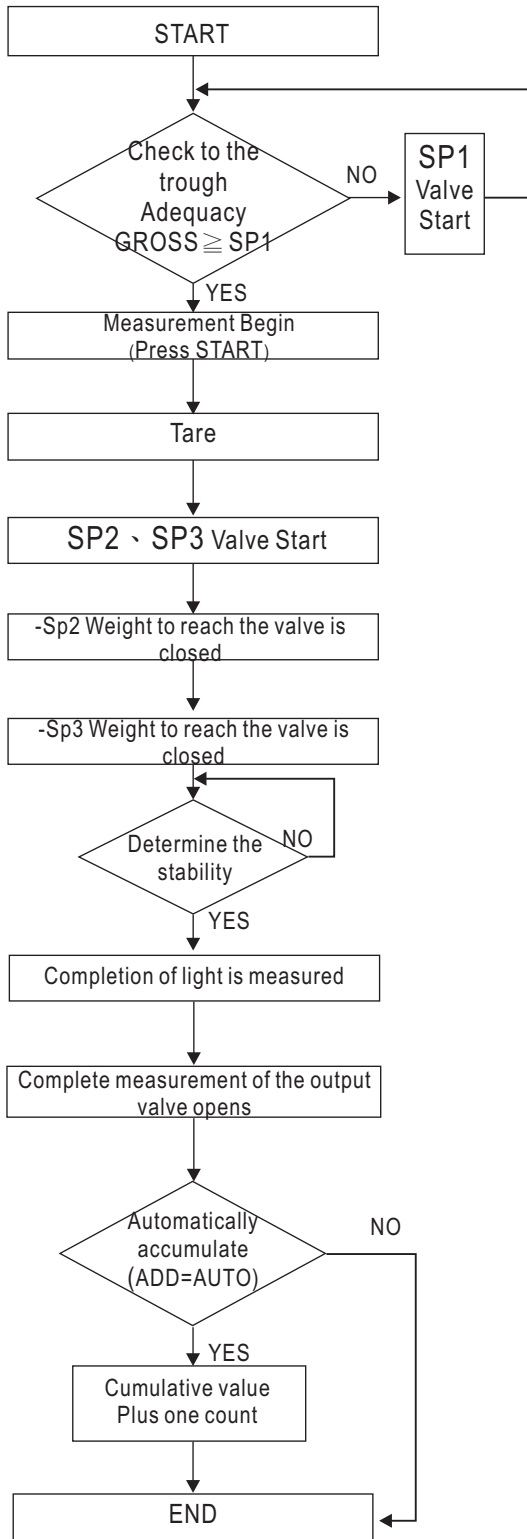 START
Check to the
trough
Adequacy
GROSS ≧ SP1
NO
SP1
Valve
Start
YES
Measurement Begin
(Press START)
Tare
SP2、SP3 Valve Start
-Sp2 Weight to reach the valve is
closed
-Sp3 Weight to reach the valve is
closed
Determine the
stability
NO
YES
Completion of light is measured
Complete measurement of the output
valve opens
Automatically
accumulate
(ADD=AUTO)
NO
YES
Cumulative value
Plus one count
END